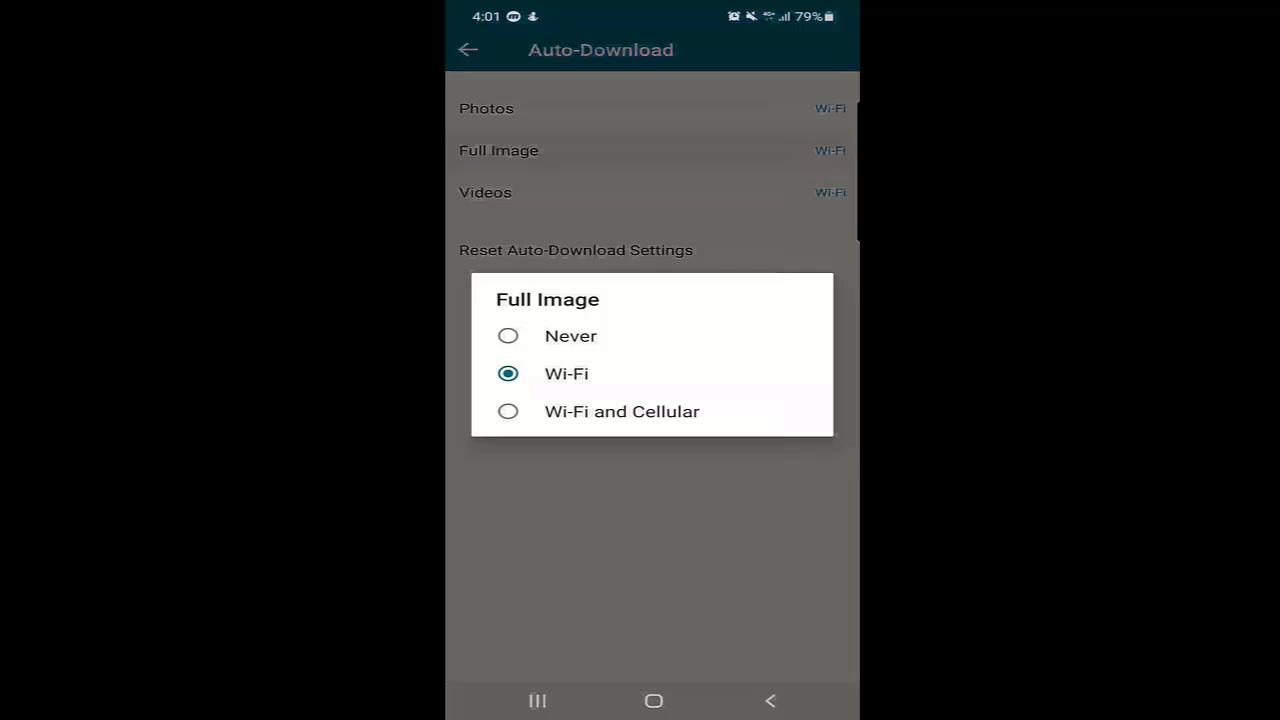 4:01 79%
Auto-Download
Photos Wi-Fi
Full Image Wi-Fi
Videos Wi-Fi
Reset Auto-Download Settings
Full Image
Never
Wi-Fi
Wi-Fi and Cellular